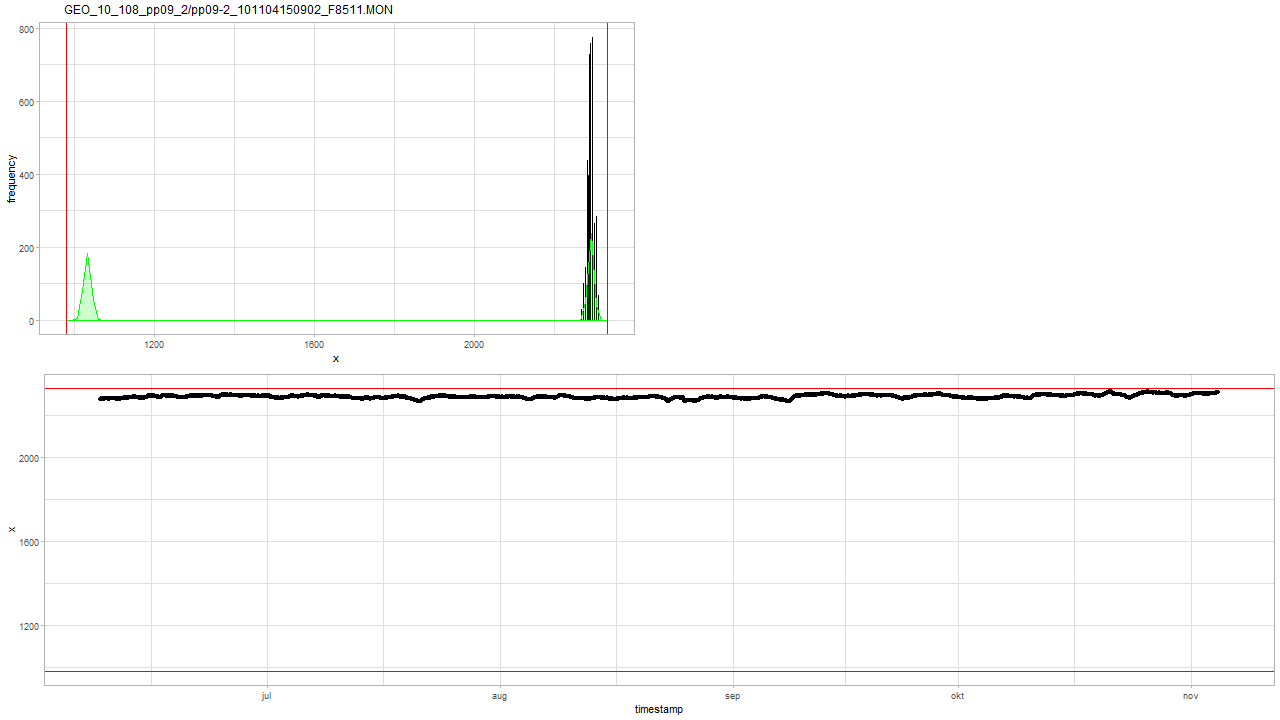 GEO_10_108_pp09_2/pp09-2_101104150902_F8511.MON
800
600
400
200
0
frequency
1200
1600
2000
x
2000
1600
1200
x
jul
aug
sep
okt
nov
timestamp